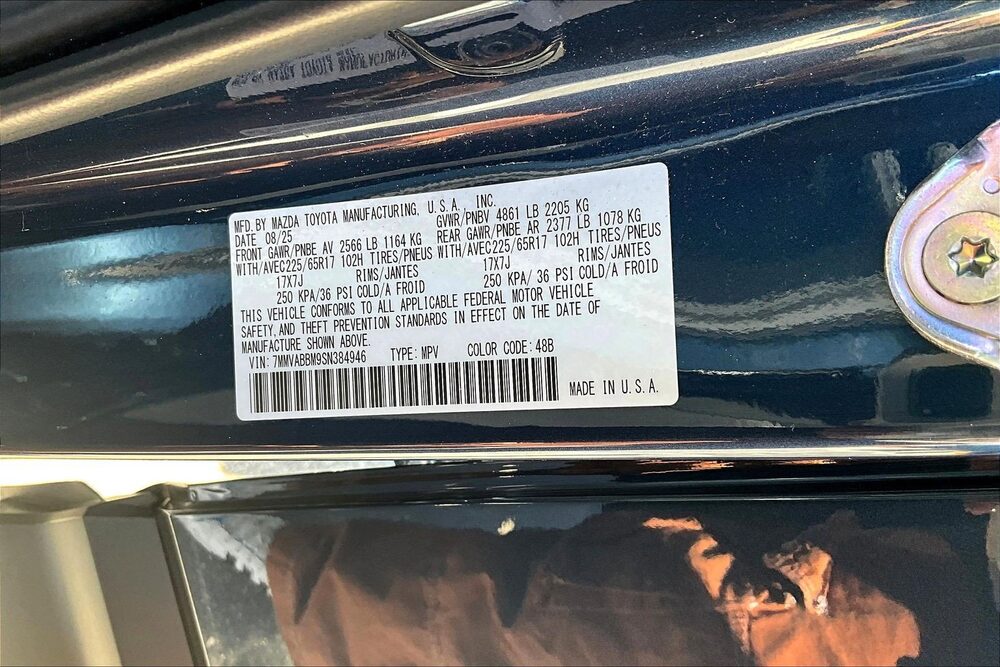 MFD. BY MAZDA TOYOTA MANUFACTURING, U.S.A., INC.
DATE 08/25 GVWR/PNBV 4861 LB 2205 KG
FRONT GAWR/PNBE AV 2566 LB 1164 KG REAR GAWR/PNBE AR 2377 LB 1078 KG
WITH/AVEC225/65R17 102H TIRES/PNEUS WITH/AVEC225/65R17 102H TIRES/PNEUS
17X7J RIMS/JANTES 17X7J RIMS/JANTES
250 KPA/36 PSI COLD/A FROID 250 KPA/36 PSI COLD/A FROID
THIS VEHICLE CONFORMS TO ALL APPLICABLE FEDERAL MOTOR VEHICLE
SAFETY, AND THEFT PREVENTION STANDARDS IN EFFECT ON THE DATE OF
MANUFACTURE SHOWN ABOVE.
VIN: 7MMVABBM9SN384946 TYPE: MPV COLOR CODE: 48B
MADE IN U.S.A.